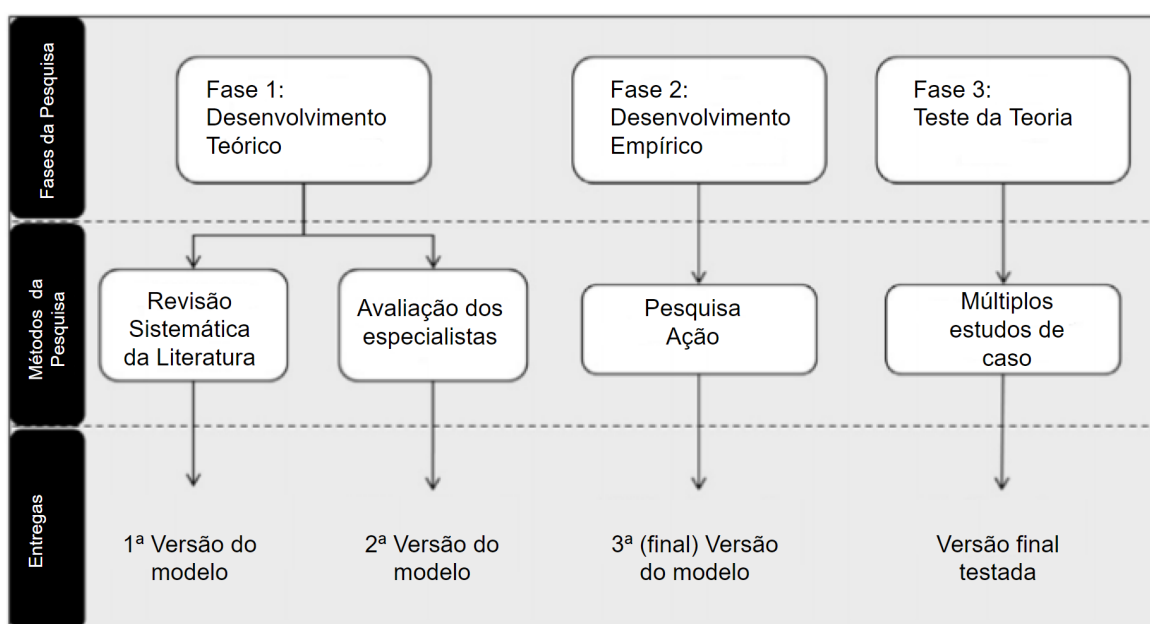 Fases da Pesquisa
Fase 1:
Desenvolvimento
Teórico
Fase 2:
Desenvolvimento
Empírico
Fase 3:
Teste da Teoria
Métodos da
Pesquisa
Revisão
Sistemática
da Literatura
Avaliação dos
especialistas
Pesquisa
Ação
Múltiplos
estudos de
caso
Entregas
1ª Versão do
modelo
2ª Versão do
modelo
3ª (final) Versão
do modelo
Versão final
testada